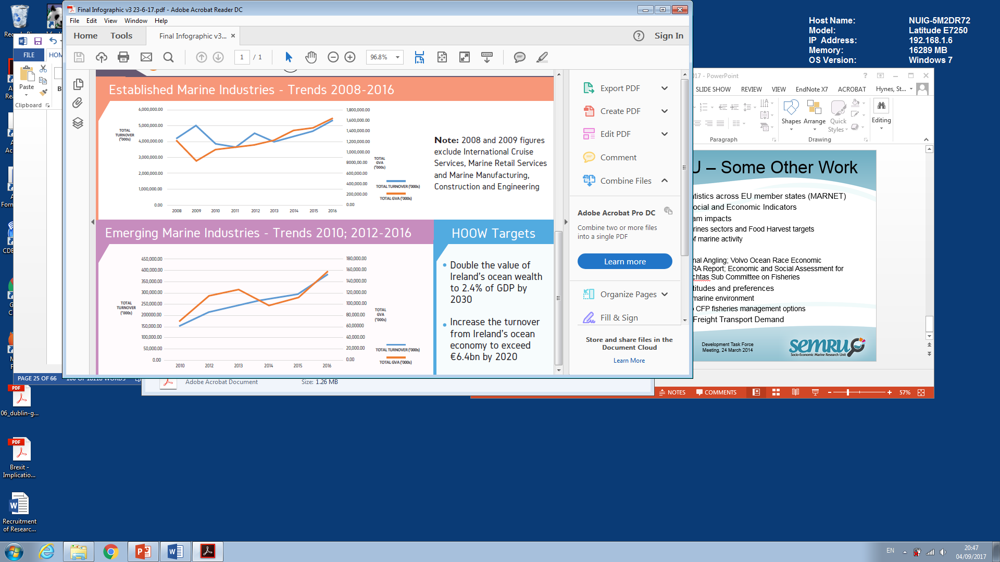 Final Infographic v3 23-6-17.pdf - Adobe Acrobat Reader DC
File Edit View Window Help
Home Tools Final Infographic v3... × Sign In
1 / 1 96.8%
Established Marine Industries - Trends 2008-2016
6,000,000.00
5,000,000.00
4,000,000.00
3,000,000.00
2,000,000.00
1,000,000.00
0.00
TOTAL
TURNOVER
('000s)
2008 2009 2010 2011 2012 2013 2014 2015 2016
1,800,000.00
1,600,000.00
1,400,000.00
1,200,000.00
1,000,000.00
8000,00.00
600,000.00
400,000.00
200,000.00
0.00
TOTAL
GVA
('000s)
TOTAL TURNOVER ('000s)
TOTAL GVA ('000s)
Note: 2008 and 2009 figures
exclude International Cruise
Services, Marine Retail Services
and Marine Manufacturing,
Construction and Engineering
Emerging Marine Industries - Trends 2010; 2012-2016
450,000.00
400,000.00
350,000.00
300,000.00
250,000.00
200000.00
150,000.00
100,000.00
50,000.00
0.00
TOTAL
TURNOVER
('000s)
2010 2012 2013 2014 2015 2016
180,000.00
160,000.00
140,000.00
120,000.00
100,000.00
80,000.00
60,00000
40,000.00
20,000.00
0.00
TOTAL
GVA
('000s)
TOTAL TURNOVER ('000s)
TOTAL GVA ('000s)
HOOW Targets
• Double the value of
Ireland's ocean wealth
to 2.4% of GDP by
2030
• Increase the turnover
from Ireland's ocean
economy to exceed
€6.4bn by 2020
Export PDF
Create PDF
Edit PDF
Comment
Combine Files
Adobe Acrobat Pro DC
Combine two or more files
into a single PDF
Learn more
Organize Pages
Fill & Sign
Store and share files in the
Document Cloud
Learn More
FILE
Paste
Clipboard
PAGE 25 OF 66
Adobe Acrobat Document Size: 1.26 MB
Host Name: NUIG-5M2DR72
Model: Latitude E7250
IP Address: 192.168.1.6
Memory: 16289 MB
OS Version: Windows 7
- PowerPoint
SLIDE SHOW REVIEW VIEW EndNote X7 ACROBAT Hynes, St...
Shapes Arrange Quick Styles Editing
Paragraph Drawing
– Some Other Work
across EU member states (MARNET)
and Economic Indicators
impacts
sectors and Food Harvest targets
of marine activity
Angling; Volvo Ocean Race Economic
Report; Economic and Social Assessment for
Sub Committee on Fisheries
and preferences
marine environment
CFP fisheries management options
Freight Transport Demand
Development Task Force
Meeting, 24 March 2014
SEMRU
Socio-Economic Marine Research Unit
NOTES COMMENTS 57%
06_dublin-g...
Brexit -
Implicatio...
Recruitment
of Researc...
EN
20:47
04/09/2017